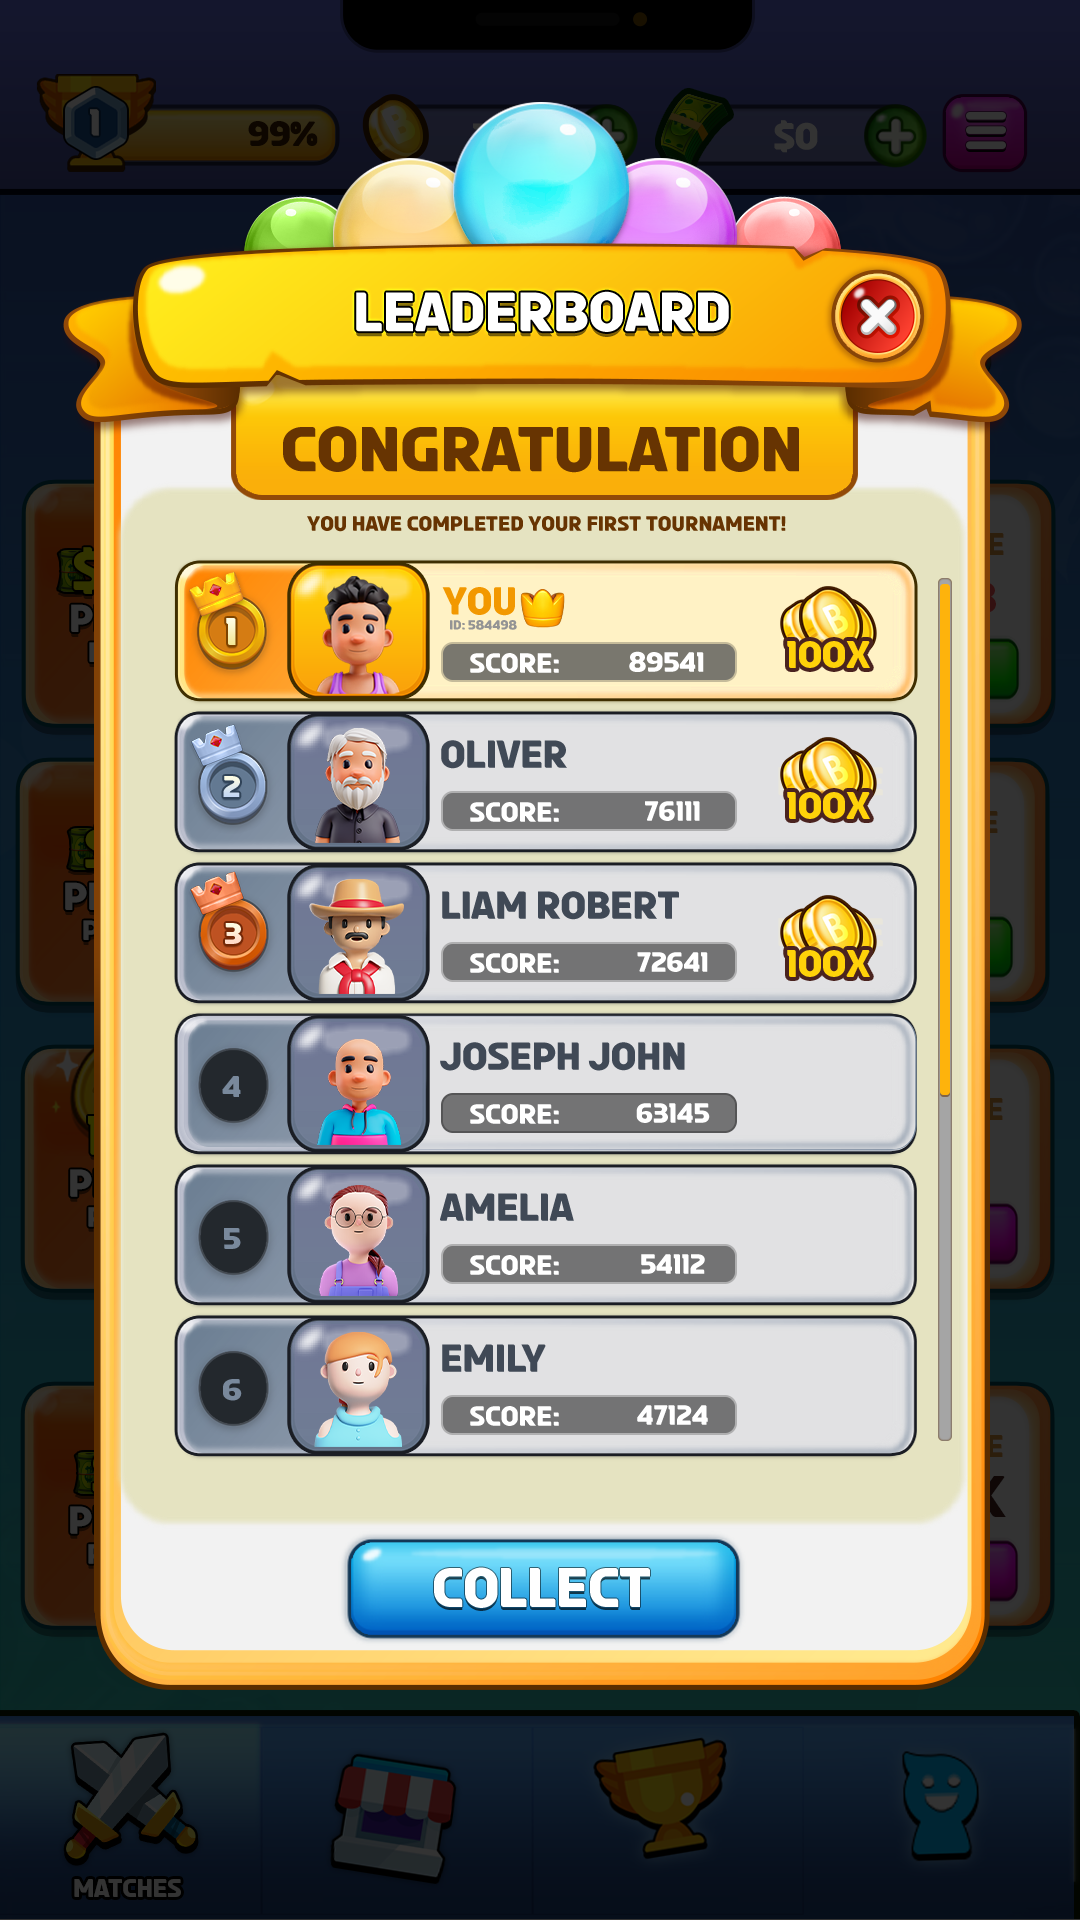 1
99%
$0
LEADERBOARD
CONGRATULATION
YOU HAVE COMPLETED YOUR FIRST TOURNAMENT!
1
YOU
ID: 584498
SCORE: 89541
B
100X
2
OLIVER
SCORE: 76111
B
100X
3
LIAM ROBERT
SCORE: 72641
B
100X
4
JOSEPH JOHN
SCORE: 63145
5
AMELIA
SCORE: 54112
6
EMILY
SCORE: 47124
COLLECT
MATCHES